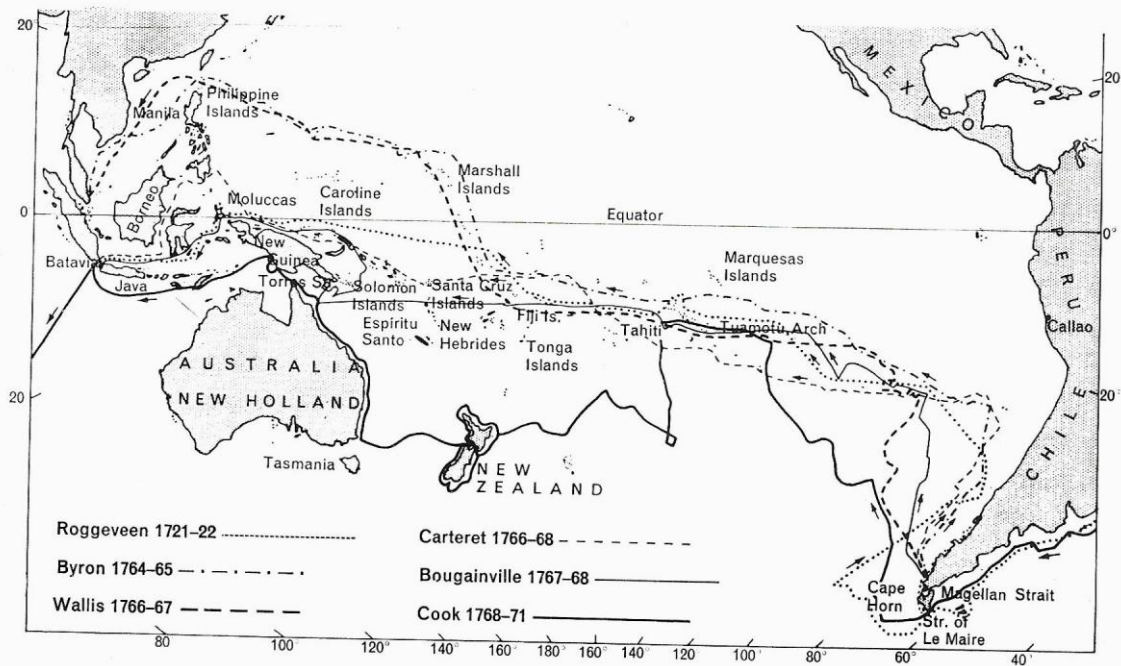 20
20
MEXICO
Philippine
Islands
Manila
Marshall
Islands
Moluccas
Caroline
Islands
Borneo
0
Equator
0°
New
Guinea
Batavia
Java
Torres St
Solomon
Islands
Santa Cruz
Islands
Marquesas
Islands
PERU
Callao
Espíritu
Santo
New
Hebrides
Fiji Is.
Tonga
Islands
Tahiti
Tuamotu Arch
AUSTRALIA
NEW HOLLAND
20
20°
Tasmania
NEW
ZEALAND
CHILE
Roggeveen 1721–22
Byron 1764–65
Wallis 1766–67
Carteret 1766–68
Bougainville 1767–68
Cook 1768–71
Cape
Horn
Magellan Strait
Str. of
Le Maire
80 100 120° 140° 160° 160° 140° 120 100° 80° 60° 40°